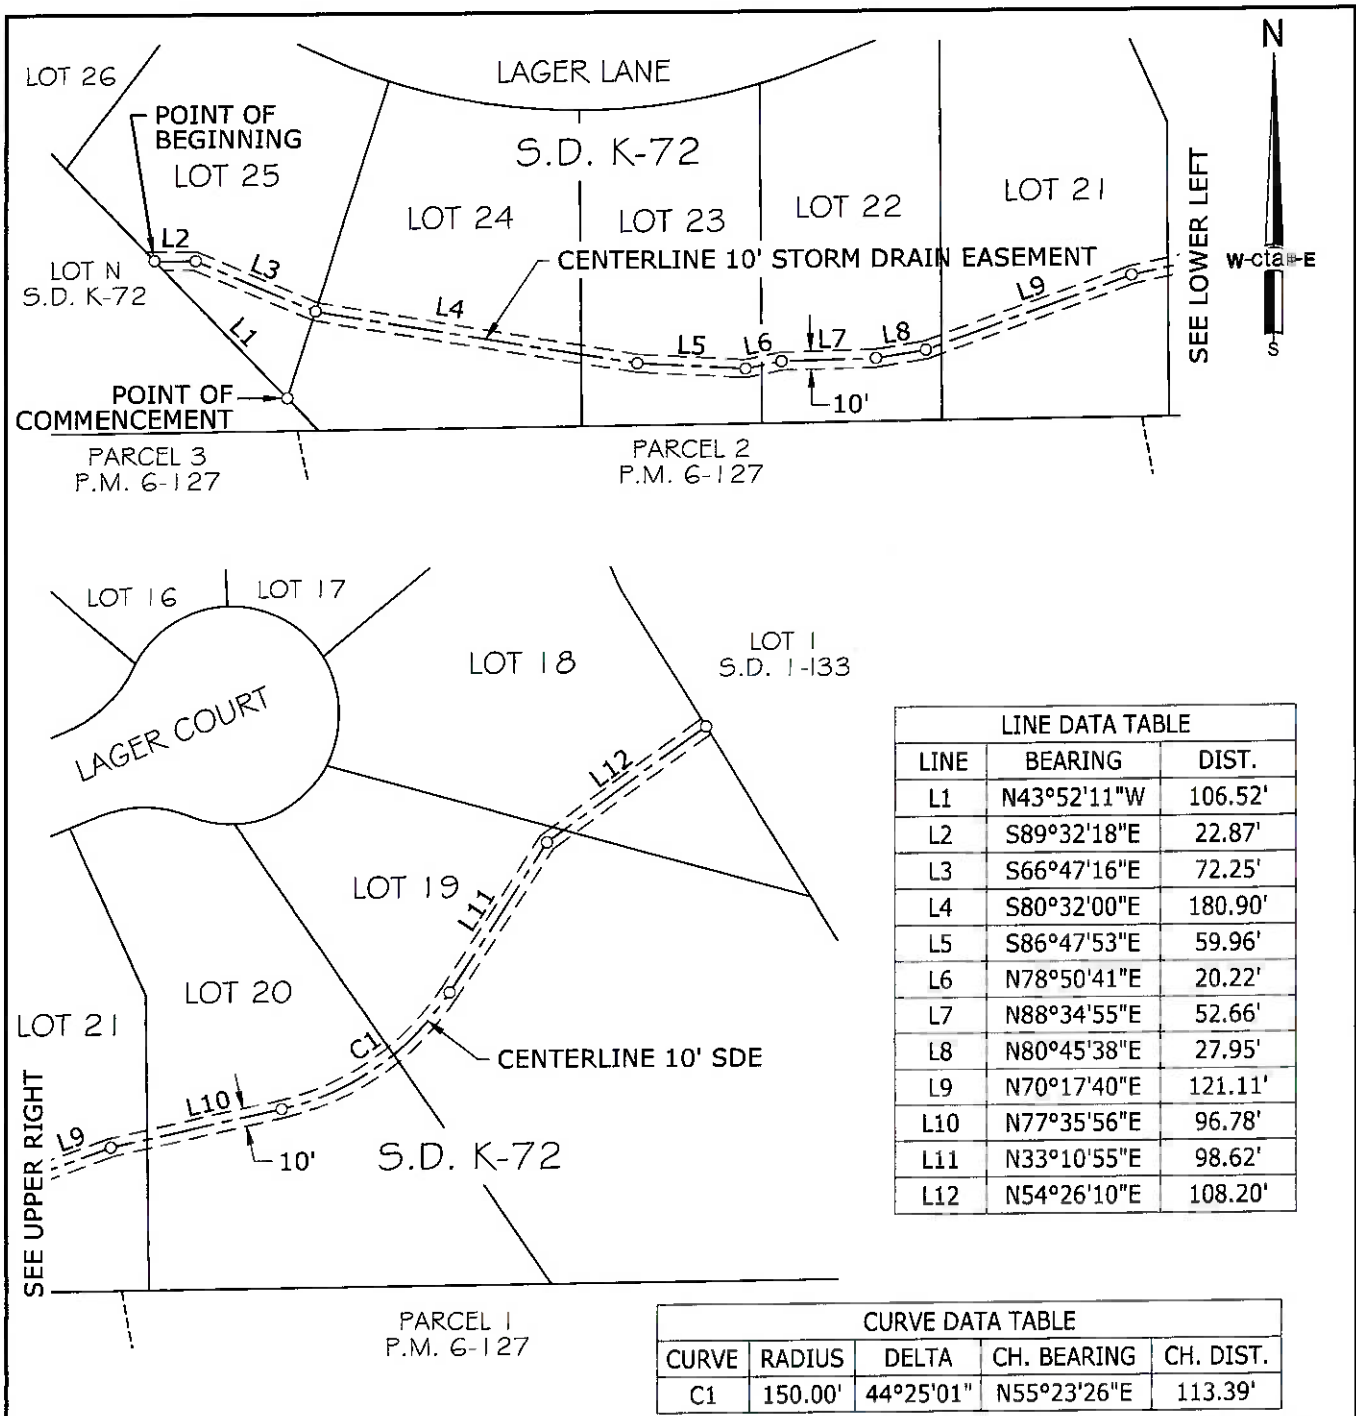 N
LOT 26
LAGER LANE
POINT OF
BEGINNING
S.D. K-72
LOT 25
LOT 24
LOT 23
LOT 22
LOT 21
SEE LOWER LEFT
L2
L3
CENTERLINE 10' STORM DRAIN EASEMENT
W-cta-E
LOT N
S.D. K-72
L1
L4
L5
L6
L7
L8
L9
S
POINT OF
COMMENCEMENT
10'
PARCEL 3
P.M. 6-127
PARCEL 2
P.M. 6-127
LOT 16
LOT 17
LOT 18
LOT 1
S.D. 1-133
LAGER COURT
L12
LOT 19
L11
LOT 20
LOT 21
C1
CENTERLINE 10' SDE
L10
L9
10'
S.D. K-72
SEE UPPER RIGHT
PARCEL 1
P.M. 6-127
LINE DATA TABLE
LINE BEARING DIST.
L1 N43°52'11"W 106.52'
L2 S89°32'18"E 22.87'
L3 S66°47'16"E 72.25'
L4 S80°32'00"E 180.90'
L5 S86°47'53"E 59.96'
L6 N78°50'41"E 20.22'
L7 N88°34'55"E 52.66'
L8 N80°45'38"E 27.95'
L9 N70°17'40"E 121.11'
L10 N77°35'56"E 96.78'
L11 N33°10'55"E 98.62'
L12 N54°26'10"E 108.20'
CURVE DATA TABLE
CURVE RADIUS DELTA CH. BEARING CH. DIST.
C1 150.00' 44°25'01" N55°23'26"E 113.39'